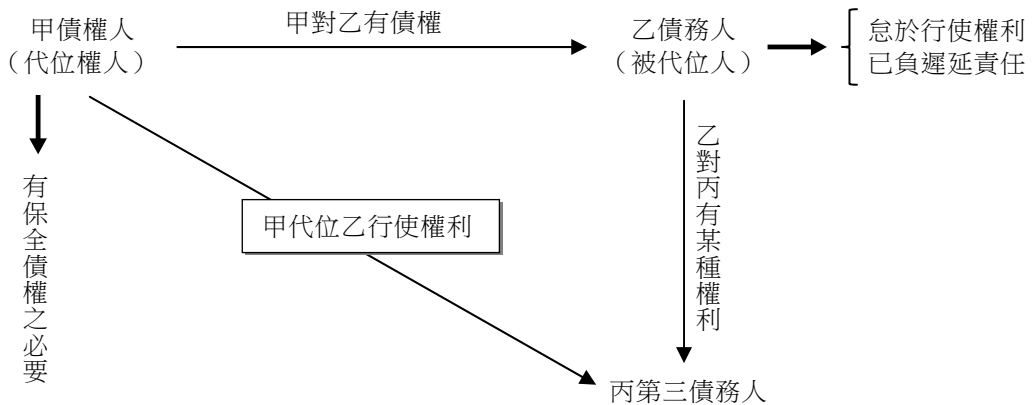 甲債權人
（代位權人）
甲對乙有債權
乙債務人
（被代位人）
怠於行使權利
已負遲延責任
有保全債權之必要
甲代位乙行使權利
乙對丙有某種權利
丙第三債務人